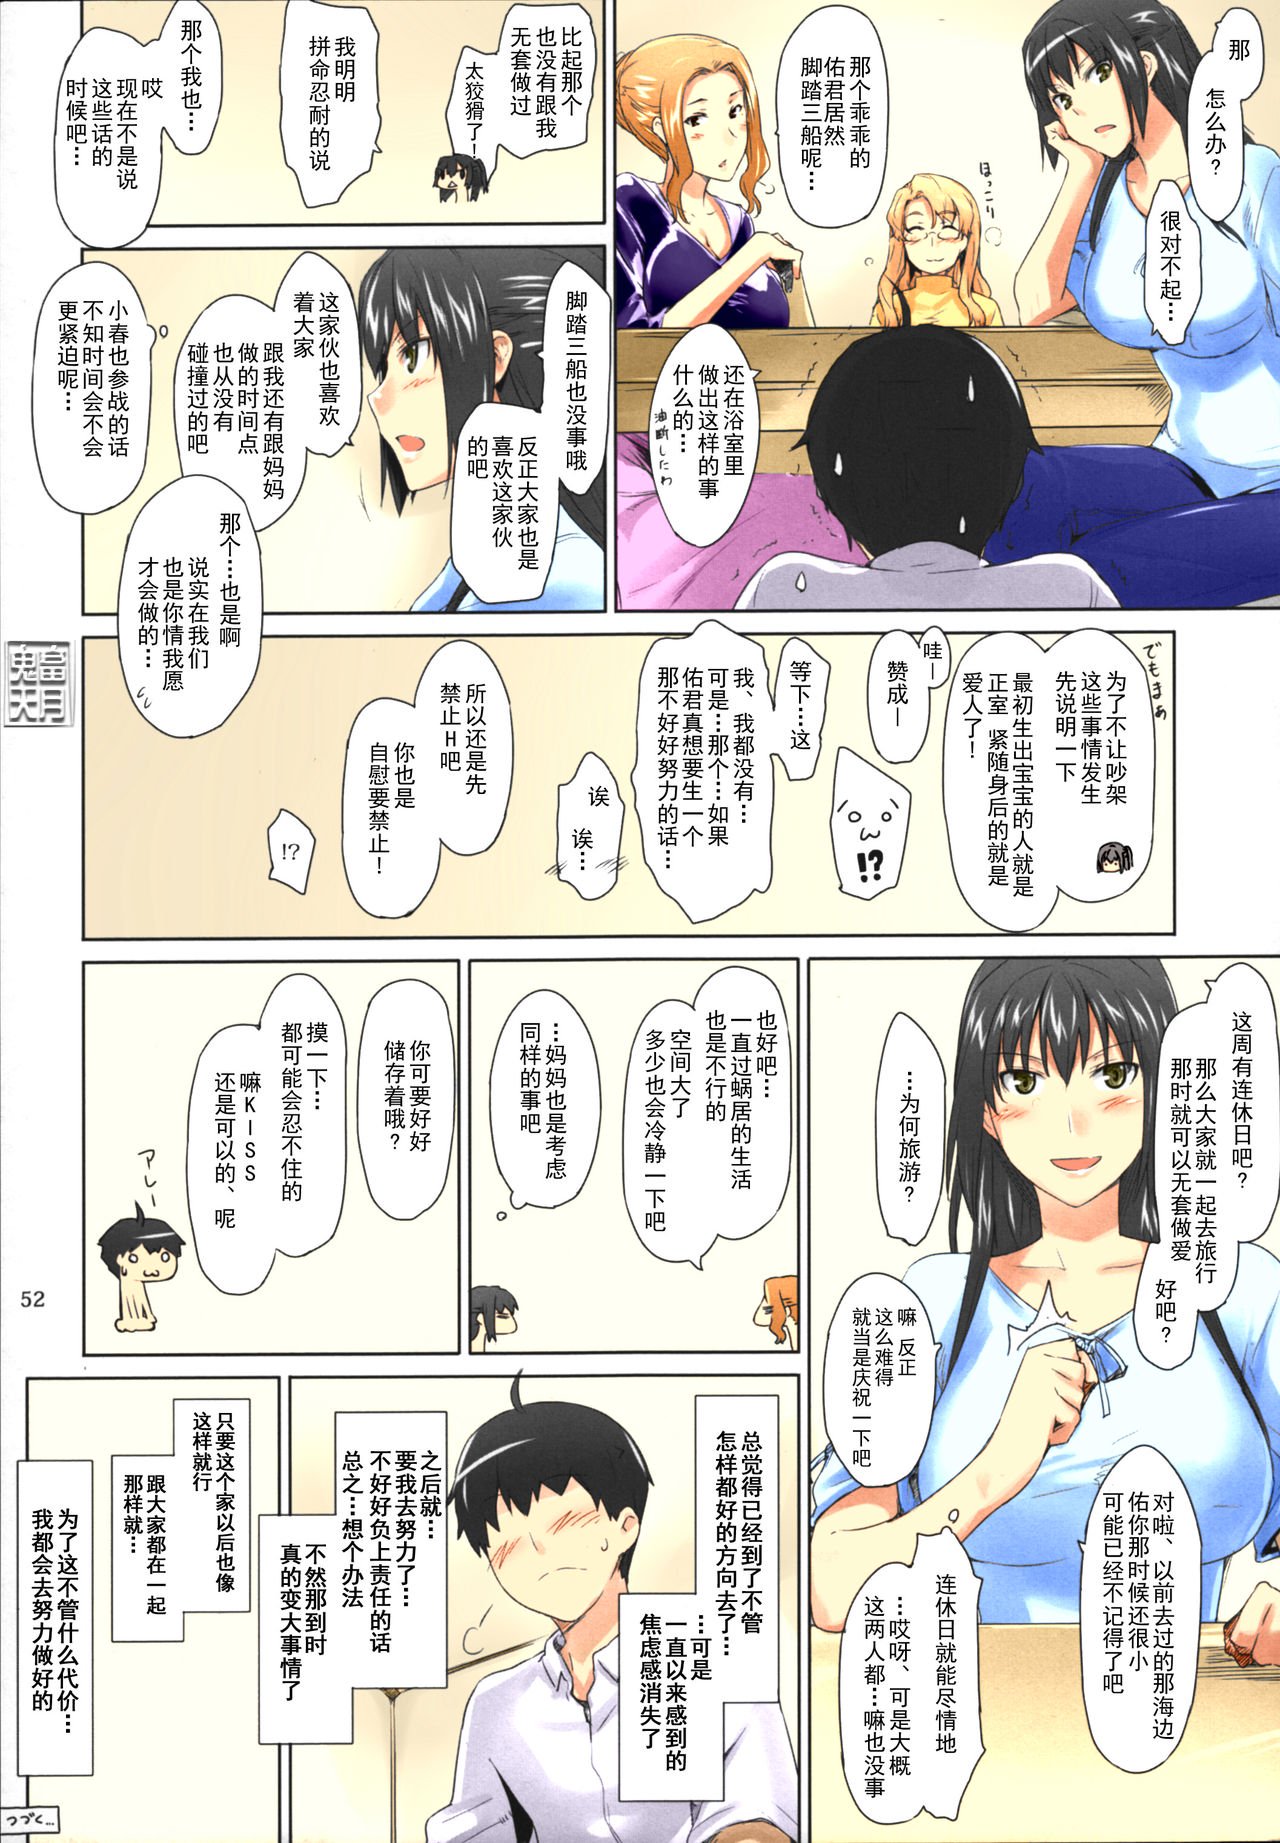 那
怎么办？
很对不起…
那个乖乖的
佑君居然
脚踏三船呢…
ほっこり
还在浴室里
做出这样的事
什么的…
油断したわ
比起那个
也没有跟我
无套做过
太狡猾了！
我明明
拼命忍耐的说
那个我也…
哎
现在不是说
这些话的
时候吧…
脚踏三船也没事哦
反正大家也是
喜欢这家伙
的吧
这家伙也喜欢
着大家
跟我还有跟妈妈
做的时间点
也从没有
碰撞过的吧
小春也参战的话
不知时间会不会
更紧迫呢…
那个…也是啊
说实在我们
也是你情我愿
才会做的…
でもまぁ
为了不让吵架
这些事情发生
先说明一下
最初生出宝宝的人就是
正室 紧随身后的就是
爱人了！
哇—
赞成—
!?
等下…这
我、我都没有…
可是…那个…如果
佑君真想要生一个
那不好好努力的话…
诶
诶…
所以还是先
禁止H吧
你也是
自慰要禁止！
!?
这周有连休日吧？
那么大家就一起去旅行
那时就可以无套做爱
好吧？
…为何旅游？
嘛 反正
这么难得
就当是庆祝一下吧
对啦、以前去过的那海边
佑你那时候还很小
可能已经不记得了吧
连休日就能尽情地
…哎呀、可是大概
这两人都…嘛也没事
也好吧…
一直过蜗居的生活
也是不行的
空间大了
多少也会冷静一下吧
…妈妈也是考虑
同样的事吧
你可要好好
储存着哦？
摸一下…
都可能会忍不住的
嘛KISS
还是可以的、呢
アレー
总觉得已经到了不管
怎样都好的方向去了…
…可是
一直以来感到的
焦虑感消失了
之后就…
要我去努力了…
不好好负上责任的话
总之…想个办法
不然那到时
真的变大事情了
只要这个家以后也像
这样就行
跟大家都在一起
那样就…
为了这不管什么代价…
我都会去努力做好的
つづく…
52
鬼畜
天月